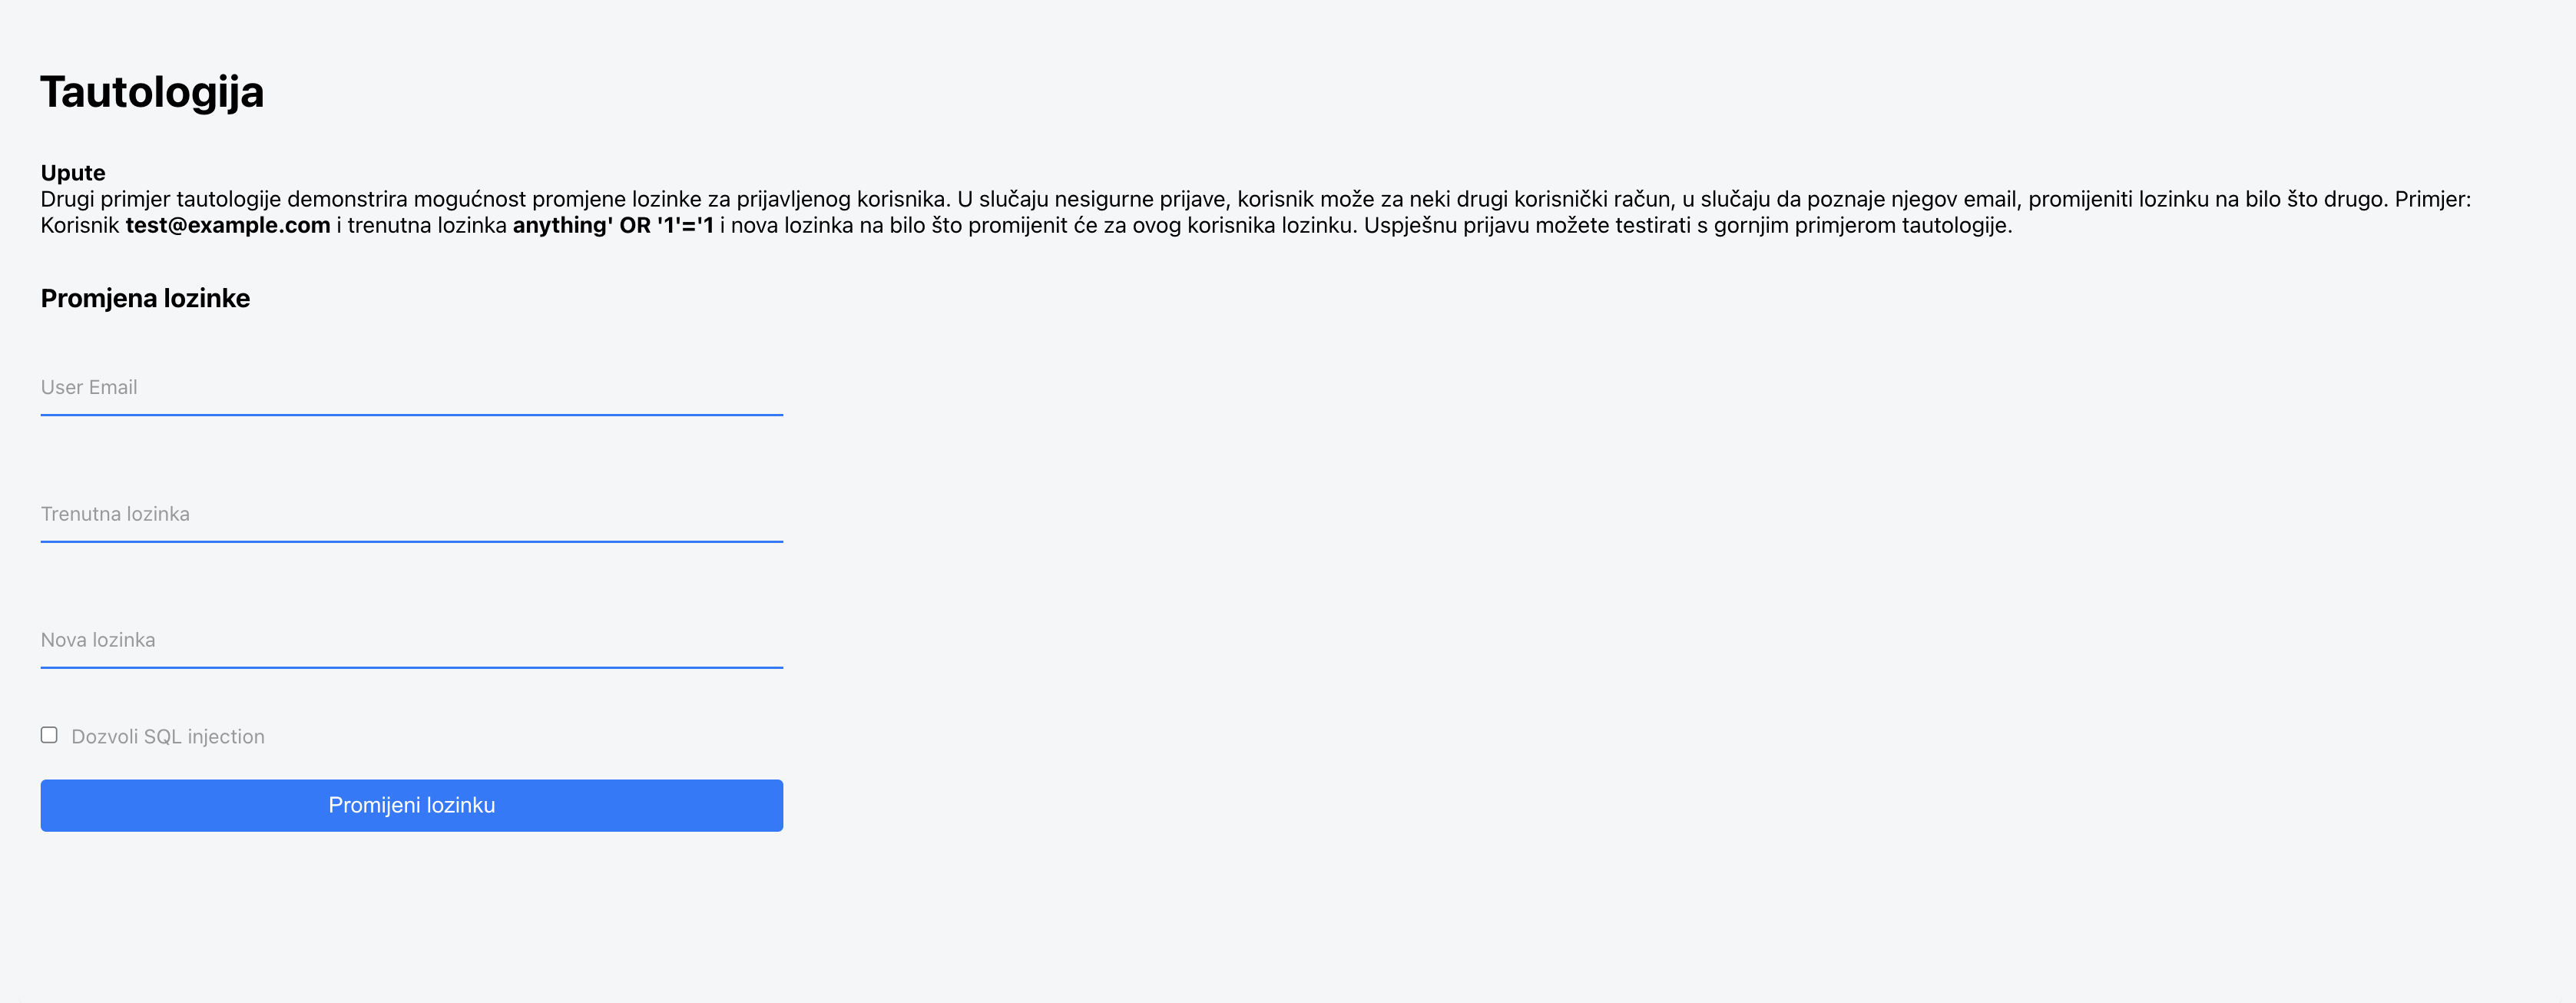 Tautologija
Upute
Drugi primjer tautologije demonstrira mogućnost promjene lozinke za prijavljenog korisnika. U slučaju nesigurne prijave, korisnik može za neki drugi korisnički račun, u slučaju da poznaje njegov email, promijeniti lozinku na bilo što drugo. Primjer:
Korisnik test@example.com i trenutna lozinka anything' OR '1'='1 i nova lozinka na bilo što promijenit će za ovog korisnika lozinku. Uspješnu prijavu možete testirati s gornjim primjerom tautologije.
Promjena lozinke
User Email
Trenutna lozinka
Nova lozinka
Dozvoli SQL injection
Promijeni lozinku